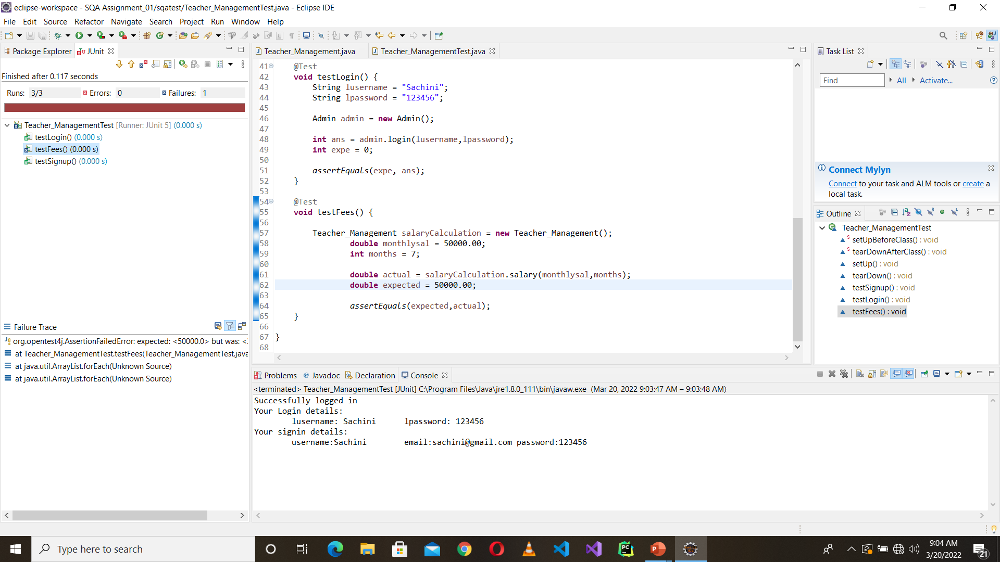 eclipse-workspace - SQA Assignment_01/sqatest/Teacher_ManagementTest.java - Eclipse IDE
File Edit Source Refactor Navigate Search Project Run Window Help
Package Explorer JUnit
Finished after 0.117 seconds
Runs: 3/3 Errors: 0 Failures: 1
Teacher_ManagementTest [Runner: JUnit 5] (0.000 s)
testLogin() (0.000 s)
testFees() (0.000 s)
testSignup() (0.000 s)
Failure Trace
org.opentest4j.AssertionFailedError: expected: <50000.0> but was: <
at Teacher_ManagementTest.testFees(Teacher_ManagementTest.java
at java.util.ArrayList.forEach(Unknown Source)
at java.util.ArrayList.forEach(Unknown Source)
Teacher_Management.java Teacher_ManagementTest.java
41 @Test
42 void testLogin() {
43 String lusername = "Sachini";
44 String lpassword = "123456";
45
46 Admin admin = new Admin();
47
48 int ans = admin.login(lusername,lpassword);
49 int expe = 0;
50
51 assertEquals(expe, ans);
52 }
53
54 @Test
55 void testFees() {
56
57 Teacher_Management salaryCalculation = new Teacher_Management();
58 double monthlysal = 50000.00;
59 int months = 7;
60
61 double actual = salaryCalculation.salary(monthlysal,months);
62 double expected = 50000.00;
63
64 assertEquals(expected,actual);
65 }
66
67 }
68
Task List
Find All Activate...
Connect Mylyn
Connect to your task and ALM tools or create a
local task.
Outline
Teacher_ManagementTest
setUpBeforeClass() : void
tearDownAfterClass() : void
setUp() : void
tearDown() : void
testSignup() : void
testLogin() : void
testFees() : void
Problems Javadoc Declaration Console
<terminated> Teacher_ManagementTest [JUnit] C:\Program Files\Java\jre1.8.0_111\bin\javaw.exe (Mar 20, 2022 9:03:47 AM – 9:03:48 AM)
Successfully logged in
Your Login details:
lusername: Sachini lpassword: 123456
Your signin details:
username:Sachini email:sachini@gmail.com password:123456
Type here to search
9:04 AM
3/20/2022
21